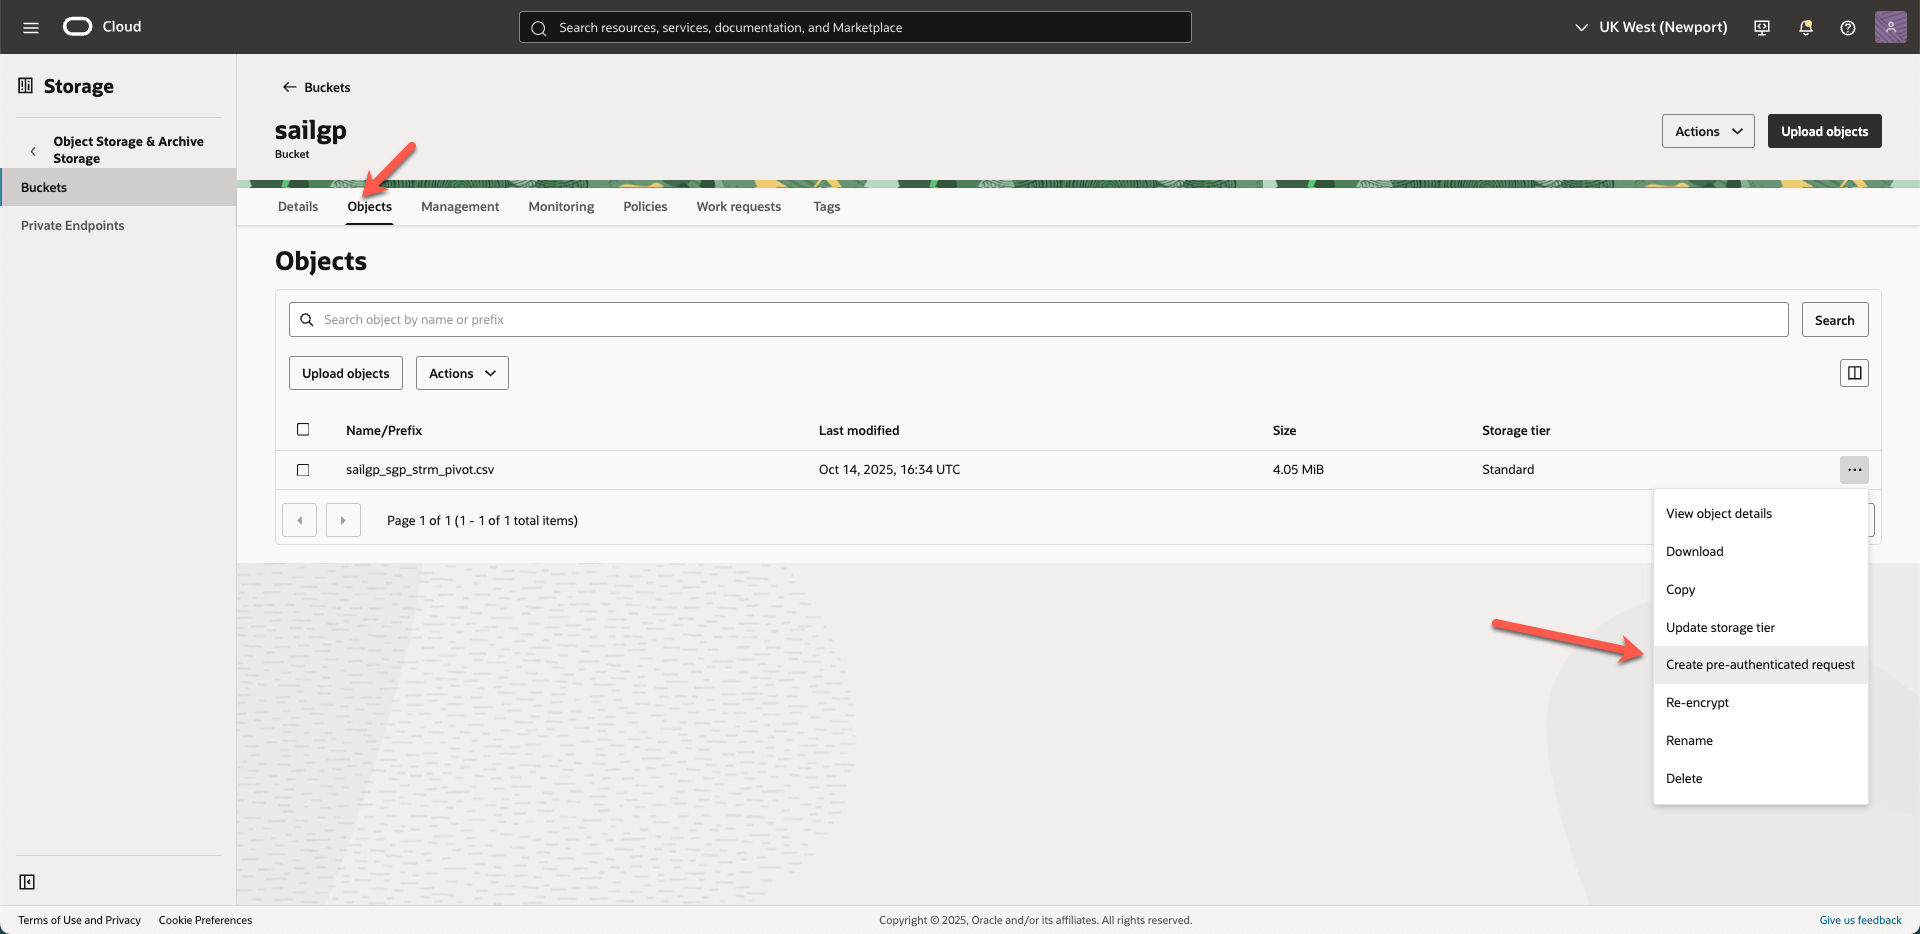 Cloud
Search resources, services, documentation, and Marketplace
UK West (Newport)
Storage
Object Storage & Archive
Storage
Buckets
Private Endpoints
Buckets
sailgp
Bucket
Actions
Upload objects
Details
Objects
Management
Monitoring
Policies
Work requests
Tags
Objects
Search object by name or prefix
Search
Upload objects
Actions
Name/Prefix
Last modified
Size
Storage tier
sailgp_sgp_strm_pivot.csv
Oct 14, 2025, 16:34 UTC
4.05 MiB
Standard
Page 1 of 1 (1 - 1 of 1 total items)
View object details
Download
Copy
Update storage tier
Create pre-authenticated request
Re-encrypt
Rename
Delete
Terms of Use and Privacy
Cookie Preferences
Copyright © 2025, Oracle and/or its affiliates. All rights reserved.
Give us feedback